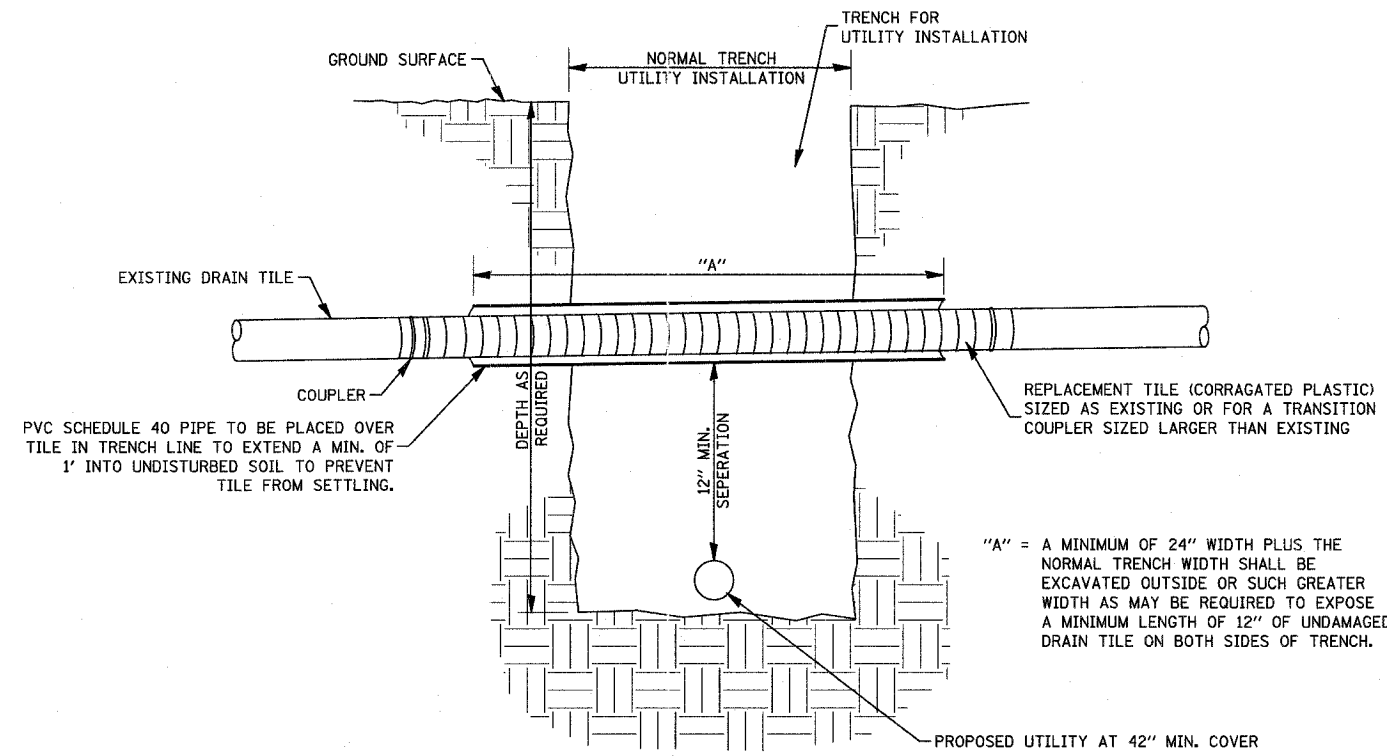 TRENCH FOR
UTILITY INSTALLATION
GROUND SURFACE
NORMAL TRENCH
UTILITY INSTALLATION
"A"
EXISTING DRAIN TILE
COUPLER
PVC SCHEDULE 40 PIPE TO BE PLACED OVER
TILE IN TRENCH LINE TO EXTEND A MIN. OF
1' INTO UNDISTURBED SOIL TO PREVENT
TILE FROM SETTLING.
DEPTH AS
REQUIRED
12" MIN.
SEPERATION
REPLACEMENT TILE (CORRAGATED PLASTIC)
SIZED AS EXISTING OR FOR A TRANSITION
COUPLER SIZED LARGER THAN EXISTING
"A" = A MINIMUM OF 24" WIDTH PLUS THE
NORMAL TRENCH WIDTH SHALL BE
EXCAVATED OUTSIDE OR SUCH GREATER
WIDTH AS MAY BE REQUIRED TO EXPOSE
A MINIMUM LENGTH OF 12" OF UNDAMAGED
DRAIN TILE ON BOTH SIDES OF TRENCH.
PROPOSED UTILITY AT 42" MIN. COVER